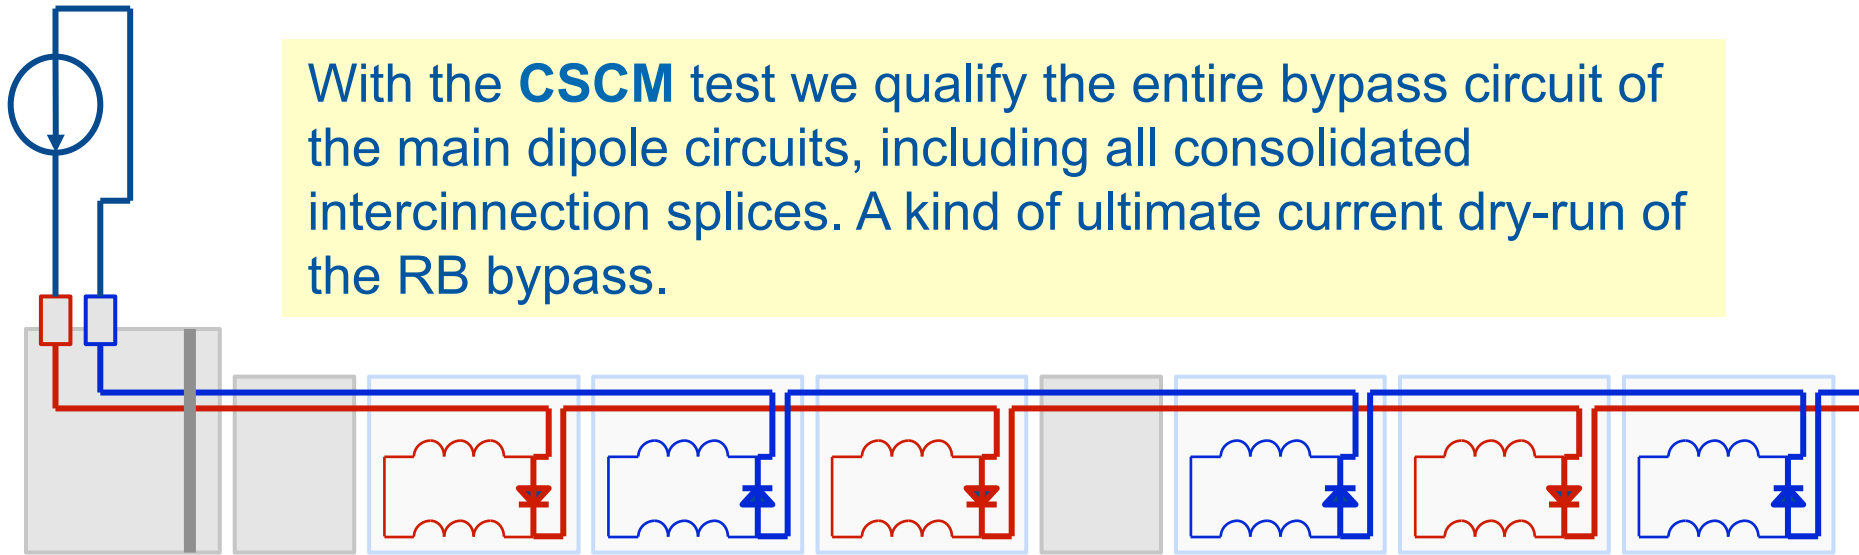 With the CSCM test we qualify the entire bypass circuit of
the main dipole circuits, including all consolidated
intercinnection splices. A kind of ultimate current dry-run of
the RB bypass.